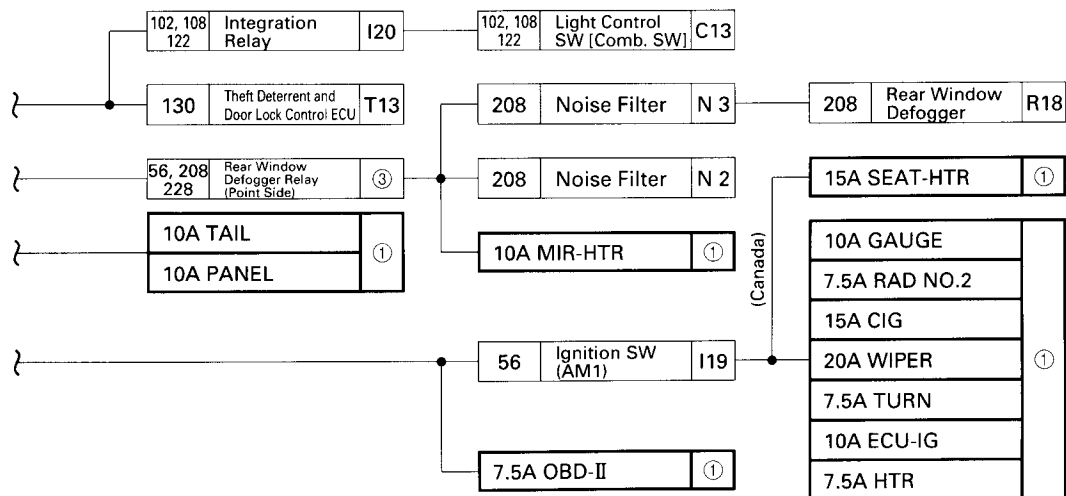 102, 108
122
Integration
Relay
I20
102, 108
122
Light Control
SW [Comb. SW]
C13
130
Theft Deterrent and
Door Lock Control ECU
T13
208
Noise Filter
N 3
208
Rear Window
Defogger
R18
56, 208
228
Rear Window
Defogger Relay
(Point Side)
③
208
Noise Filter
N 2
15A SEAT-HTR
①
10A TAIL
10A PANEL
①
10A MIR-HTR
①
(Canada)
10A GAUGE
7.5A RAD NO.2
15A CIG
20A WIPER
7.5A TURN
10A ECU-IG
7.5A HTR
①
56
Ignition SW
(AM1)
I19
7.5A OBD-II
①